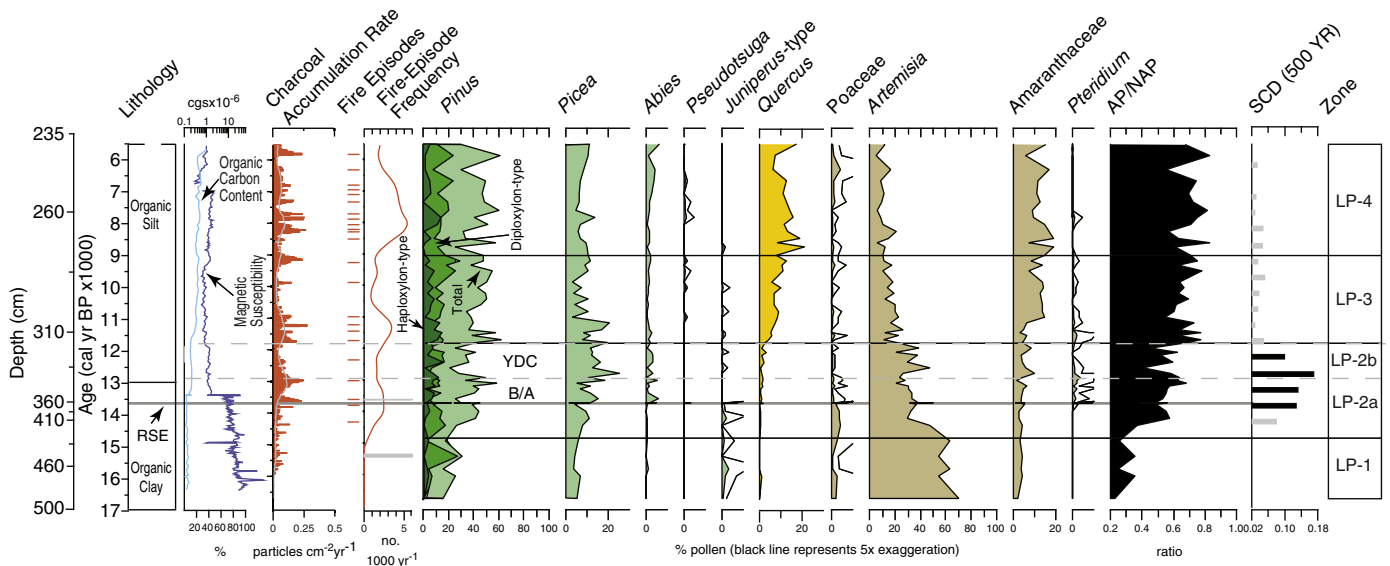 Lithology
cgsx10-6
0.1 1 10
Charcoal
Accumulation Rate
Fire Episodes
Fire-Episode
Frequency
Pinus
Picea
Abies
Pseudotsuga
Juniperus-type
Quercus
Poaceae
Artemisia
Amaranthaceae
Pteridium
AP/NAP
SCD (500 YR)
Zone
Depth (cm)
235
260
310
360
410
460
500
Age (cal yr BP x1000)
6
7
8
9
10
11
12
13
14
15
16
17
Organic
Silt
RSE
Organic
Clay
Organic
Carbon
Content
Magnetic
Susceptibility
Haploxylon-type
Diploxylon-type
Total
YDC
B/A
LP-4
LP-3
LP-2b
LP-2a
LP-1
20 40 60 80 100
%
0 0.25 0.5
particles cm-2yr-1
0 5
no.
1000 yr-1
0 20 40 60 80 100
0 20
0
0
0
0 20
0
0 20 40 60 80 100
0 20
0
% pollen (black line represents 5x exaggeration)
0.2 0.4 0.6 0.8 1.00
ratio
.02 0.10 0.18